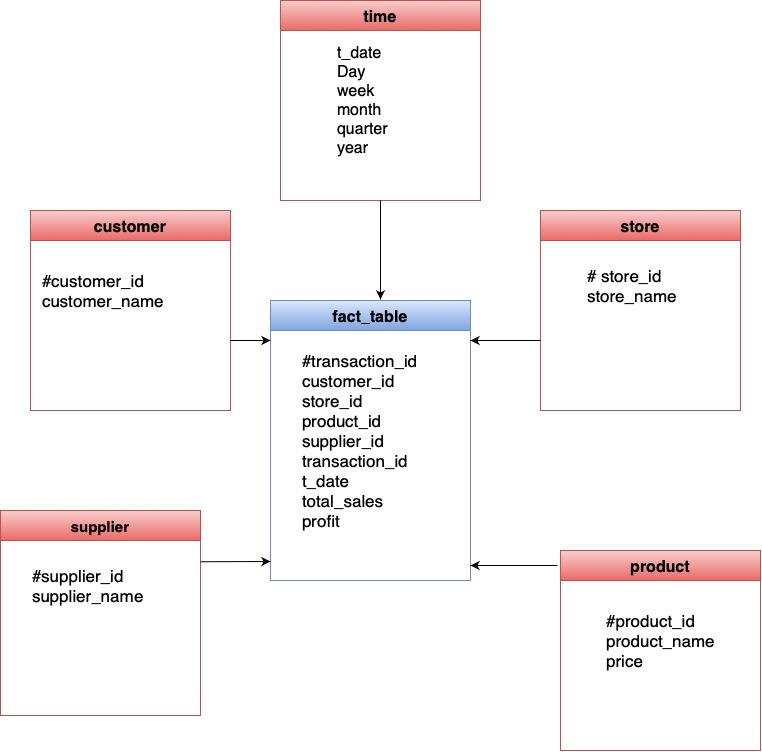 time
t_date
Day
week
month
quarter
year
customer
#customer_id
customer_name
store
# store_id
store_name
fact_table
#transaction_id
customer_id
store_id
product_id
supplier_id
transaction_id
t_date
total_sales
profit
supplier
#supplier_id
supplier_name
product
#product_id
product_name
price